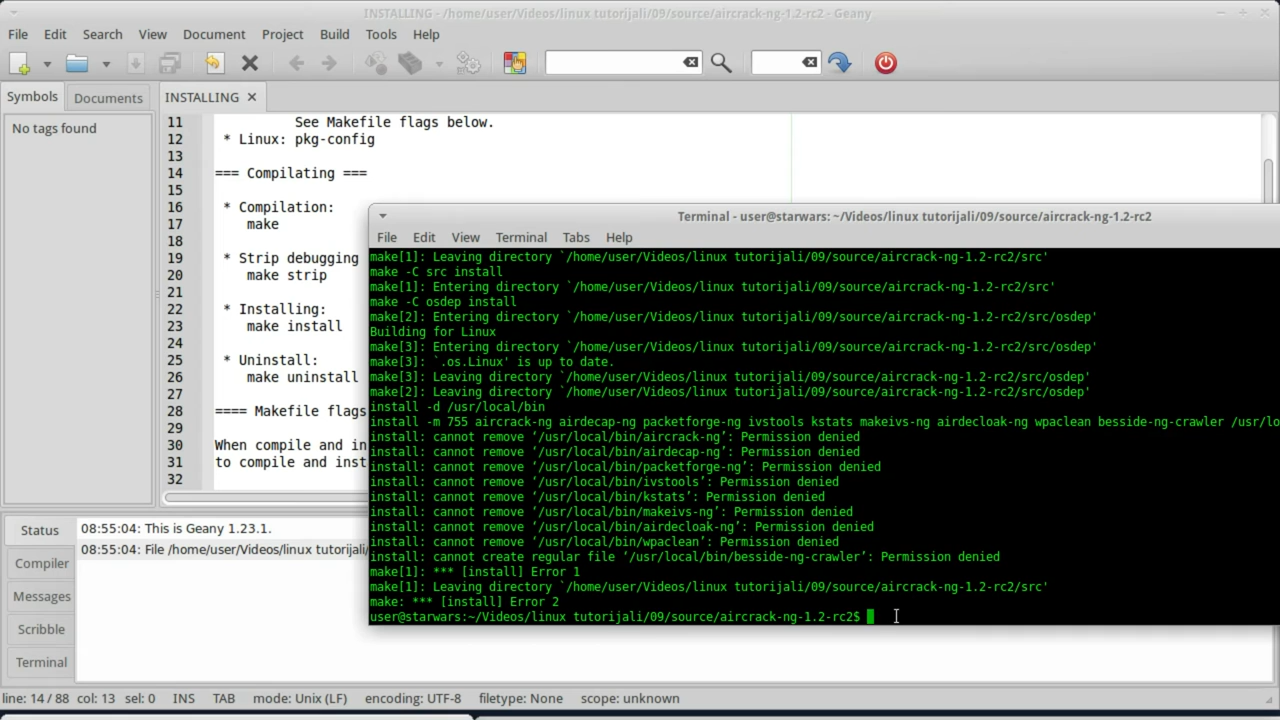 INSTALLING - /home/user/Videos/linux tutorijali/09/source/aircrack-ng-1.2-rc2 - Geany
File Edit Search View Document Project Build Tools Help
Symbols Documents INSTALLING
No tags found
11 See Makefile flags below.
12 * Linux: pkg-config
13
14 === Compilating ===
15
16 * Compilation:
17 make
18
19 * Strip debugging
20 make strip
21
22 * Installing:
23 make install
24
25 * Uninstall:
26 make uninstall
27
28 ==== Makefile flags
29
30 When compile and in
31 to compile and inst
32
Terminal - user@starwars: ~/Videos/linux tutorijali/09/source/aircrack-ng-1.2-rc2
File Edit View Terminal Tabs Help
make[1]: Leaving directory `/home/user/Videos/linux tutorijali/09/source/aircrack-ng-1.2-rc2/src'
make -C src install
make[1]: Entering directory `/home/user/Videos/linux tutorijali/09/source/aircrack-ng-1.2-rc2/src'
make -C osdep install
make[2]: Entering directory `/home/user/Videos/linux tutorijali/09/source/aircrack-ng-1.2-rc2/src/osdep'
Building for Linux
make[3]: Entering directory `/home/user/Videos/linux tutorijali/09/source/aircrack-ng-1.2-rc2/src/osdep'
make[3]: `.os.Linux' is up to date.
make[3]: Leaving directory `/home/user/Videos/linux tutorijali/09/source/aircrack-ng-1.2-rc2/src/osdep'
make[2]: Leaving directory `/home/user/Videos/linux tutorijali/09/source/aircrack-ng-1.2-rc2/src/osdep'
install -d /usr/local/bin
install -m 755 aircrack-ng airdecap-ng packetforge-ng ivstools kstats makeivs-ng airdecloak-ng wpaclean besside-ng-crawler /usr/lo
install: cannot remove ‘/usr/local/bin/aircrack-ng’: Permission denied
install: cannot remove ‘/usr/local/bin/airdecap-ng’: Permission denied
install: cannot remove ‘/usr/local/bin/packetforge-ng’: Permission denied
install: cannot remove ‘/usr/local/bin/ivstools’: Permission denied
install: cannot remove ‘/usr/local/bin/kstats’: Permission denied
install: cannot remove ‘/usr/local/bin/makeivs-ng’: Permission denied
install: cannot remove ‘/usr/local/bin/airdecloak-ng’: Permission denied
install: cannot remove ‘/usr/local/bin/wpaclean’: Permission denied
install: cannot create regular file ‘/usr/local/bin/besside-ng-crawler’: Permission denied
make[1]: *** [install] Error 1
make[1]: Leaving directory `/home/user/Videos/linux tutorijali/09/source/aircrack-ng-1.2-rc2/src'
make: *** [install] Error 2
user@starwars:~/Videos/linux tutorijali/09/source/aircrack-ng-1.2-rc2$
Status
Compiler
Messages
Scribble
Terminal
08:55:04: This is Geany 1.23.1.
08:55:04: File /home/user/Videos/linux tutorijali/
line: 14 / 88 col: 13 sel: 0 INS TAB mode: Unix (LF) encoding: UTF-8 filetype: None scope: unknown